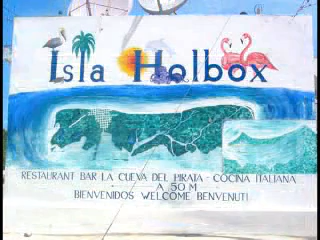 Isla Holbox
RESTAURANT BAR LA CUEVA DEL PIRATA - COCINA ITALIANA
A 50 M
BIENVENIDOS WELCOME BENVENUTI